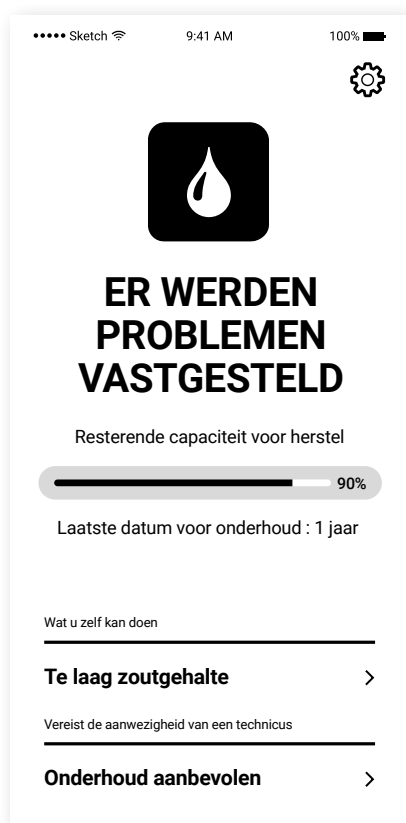 Sketch 9:41 AM 100%
ER WERDEN
PROBLEMEN
VASTGESTELD
Resterende capaciteit voor herstel
90%
Laatste datum voor onderhoud : 1 jaar
Wat u zelf kan doen
Te laag zoutgehalte
Vereist de aanwezigheid van een technicus
Onderhoud aanbevolen